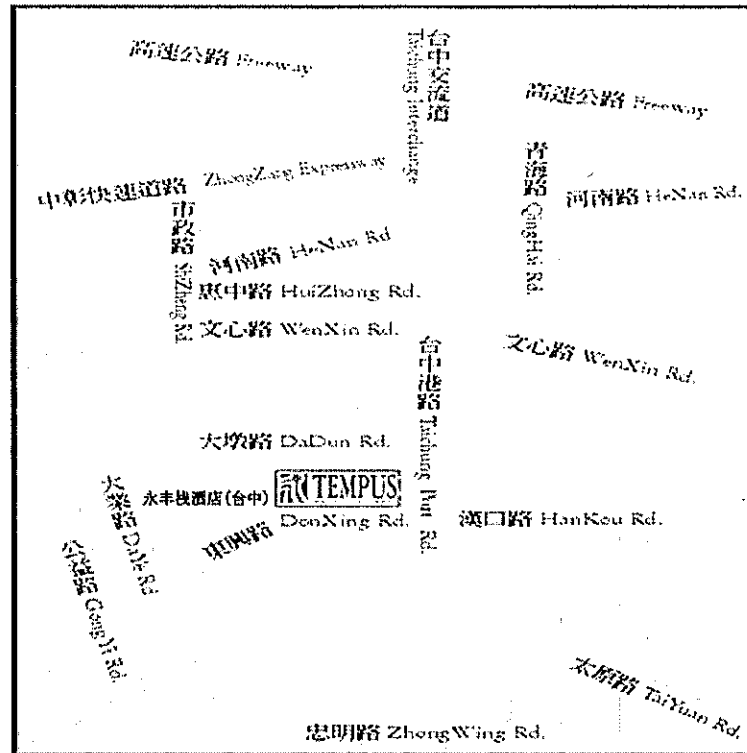 高速公路 Freeway
台中交流道 Taichung Interchange
高速公路 Freeway
中彰快速道路 ZhongZang Expressway
青海路 QingHai Rd.
河南路 HeNan Rd.
市政路 YiZheng Rd.
河南路 HeNan Rd
惠中路 HuiZhong Rd.
文心路 WenXin Rd.
文心路 WenXin Rd.
台中港路 Taichung Port Rd.
大墩路 DaDun Rd.
永丰栈酒店(台中) TEMPUS
大業路 DaYe Rd
東興路 DonXing Rd.
漢口路 HanKou Rd.
公益路 Gong Yi Rd.
太原路 TaiYuan Rd.
忠明路 ZhongWing Rd.